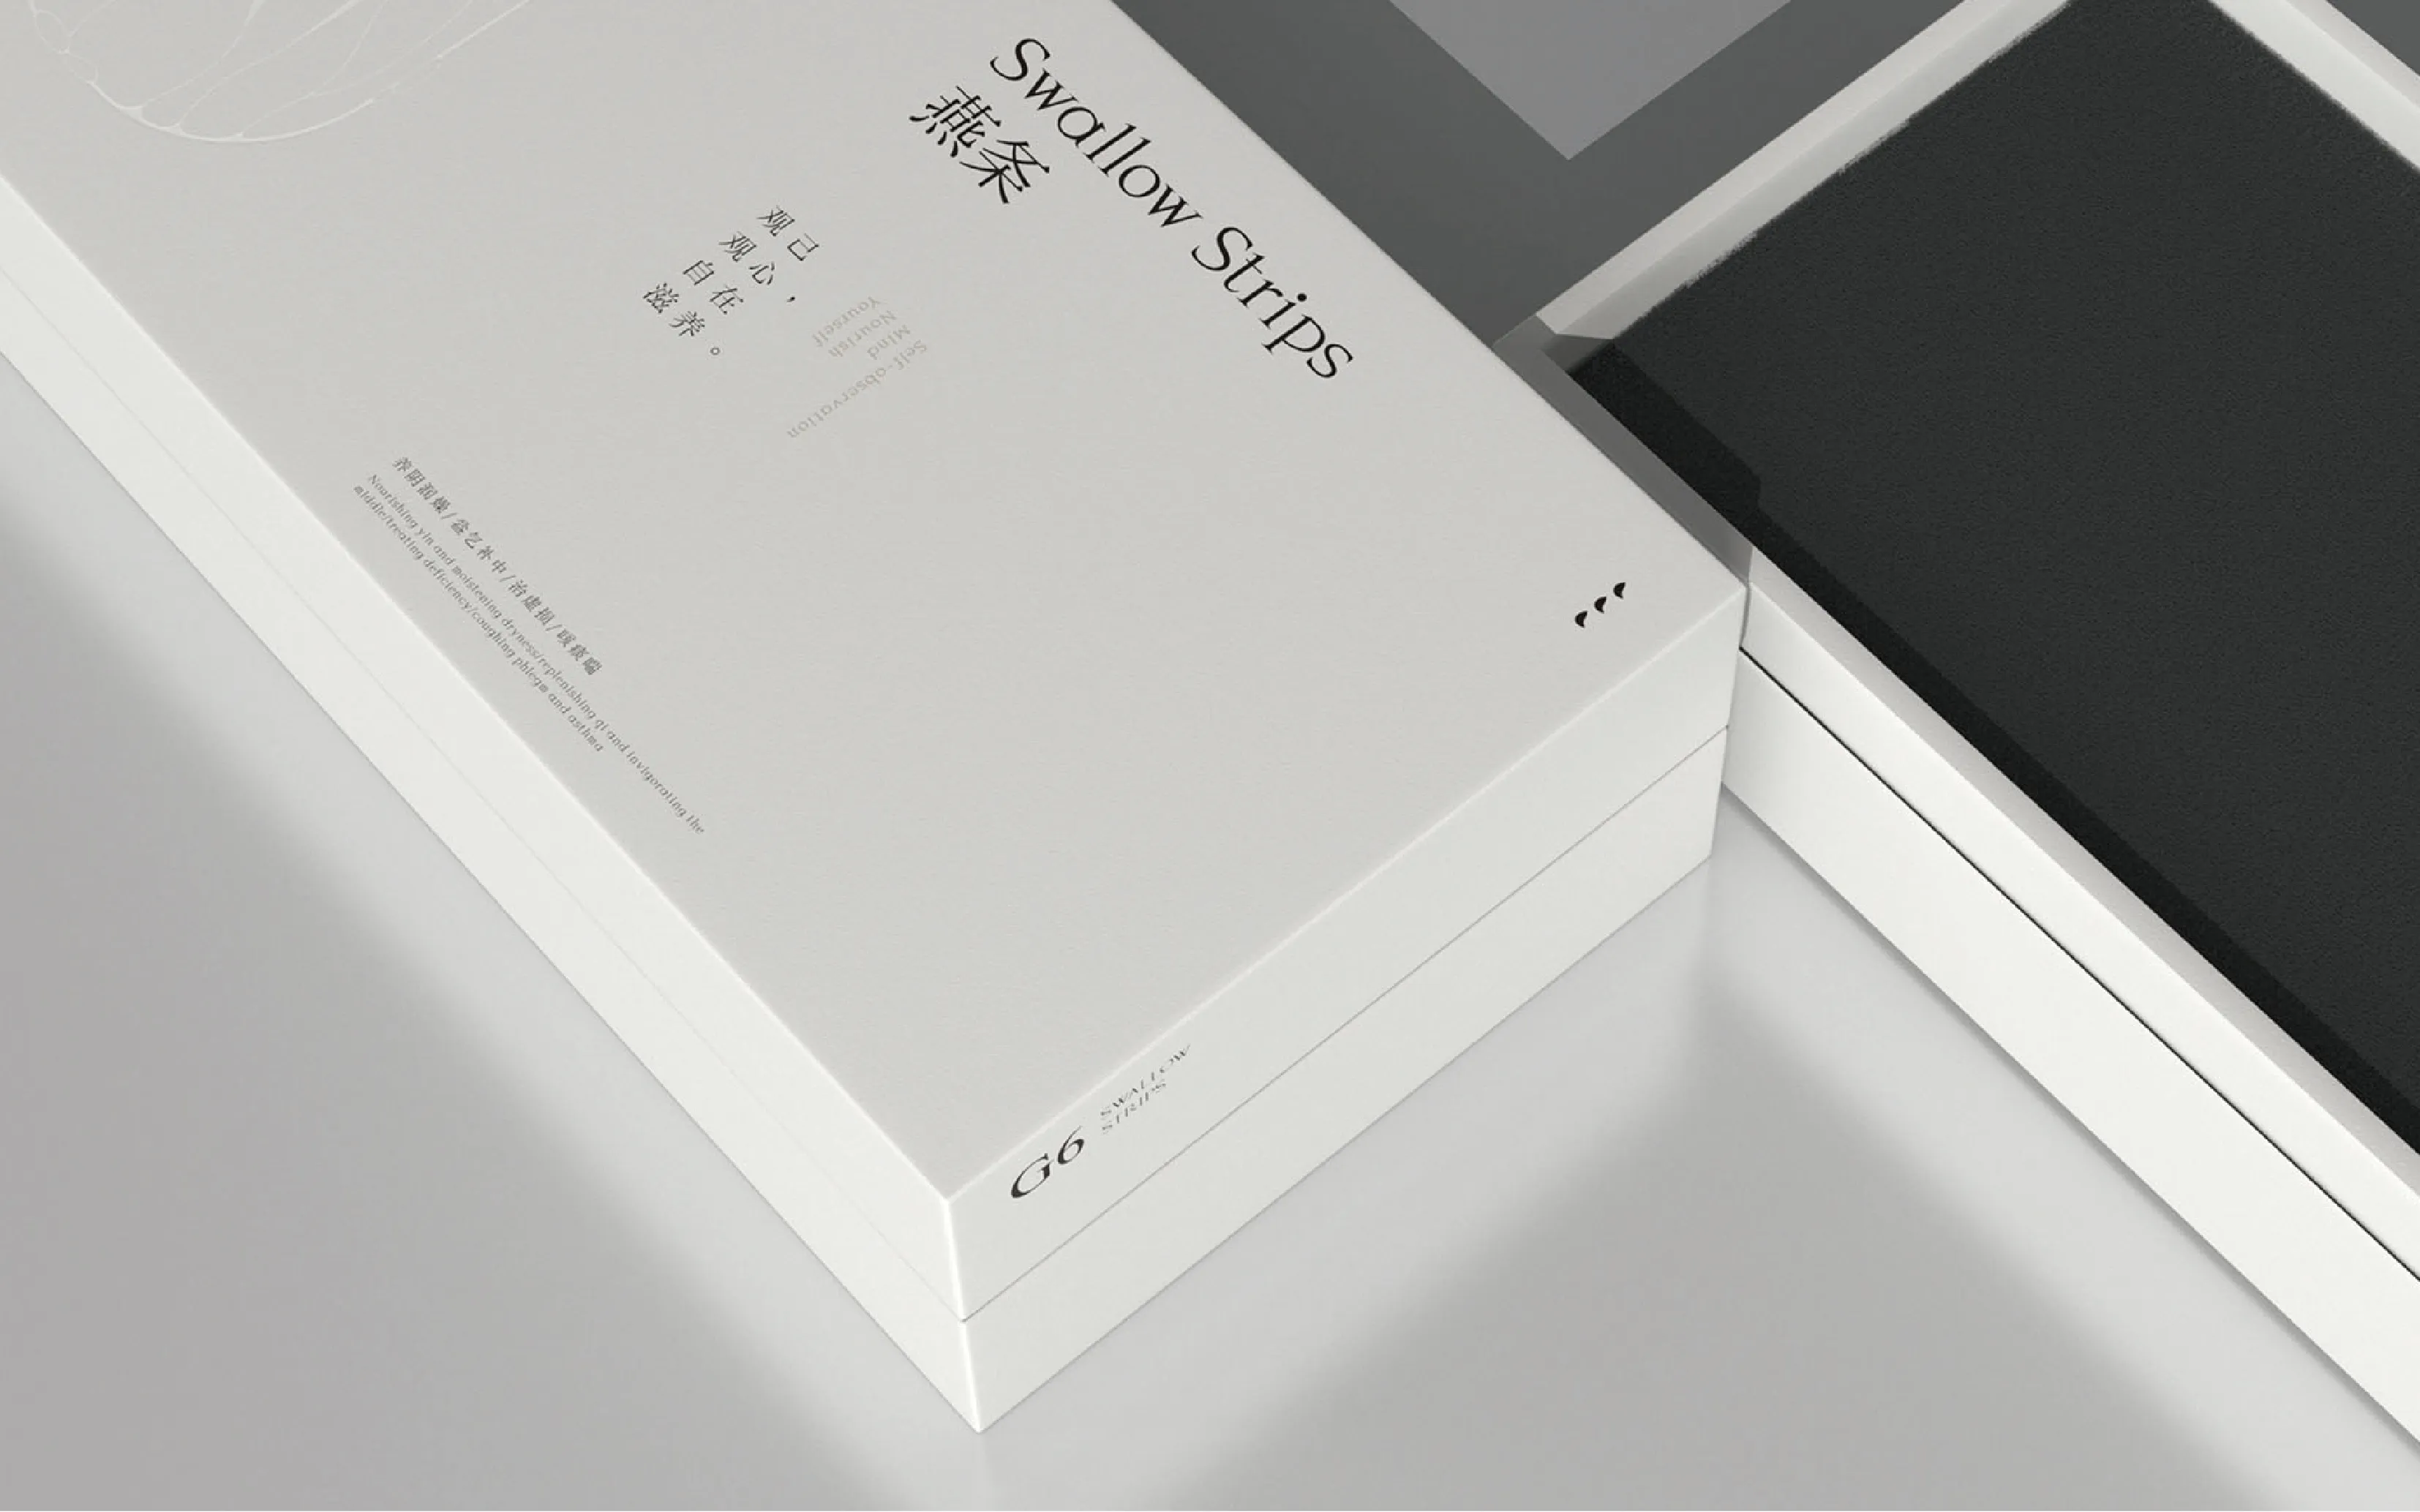 Swallow Strips
燕条
观己
观心，
自在
滋养。
Self-observation
Mind
Nourish
Yourself
养阴润燥/益气补中/治虚损/咳痰喘
Nourishing yin and moistening dryness/replenishing qi and invigorating the
middle/treating deficiency/coughing phlegm and asthma
G6
SWALLOW
STRIPS